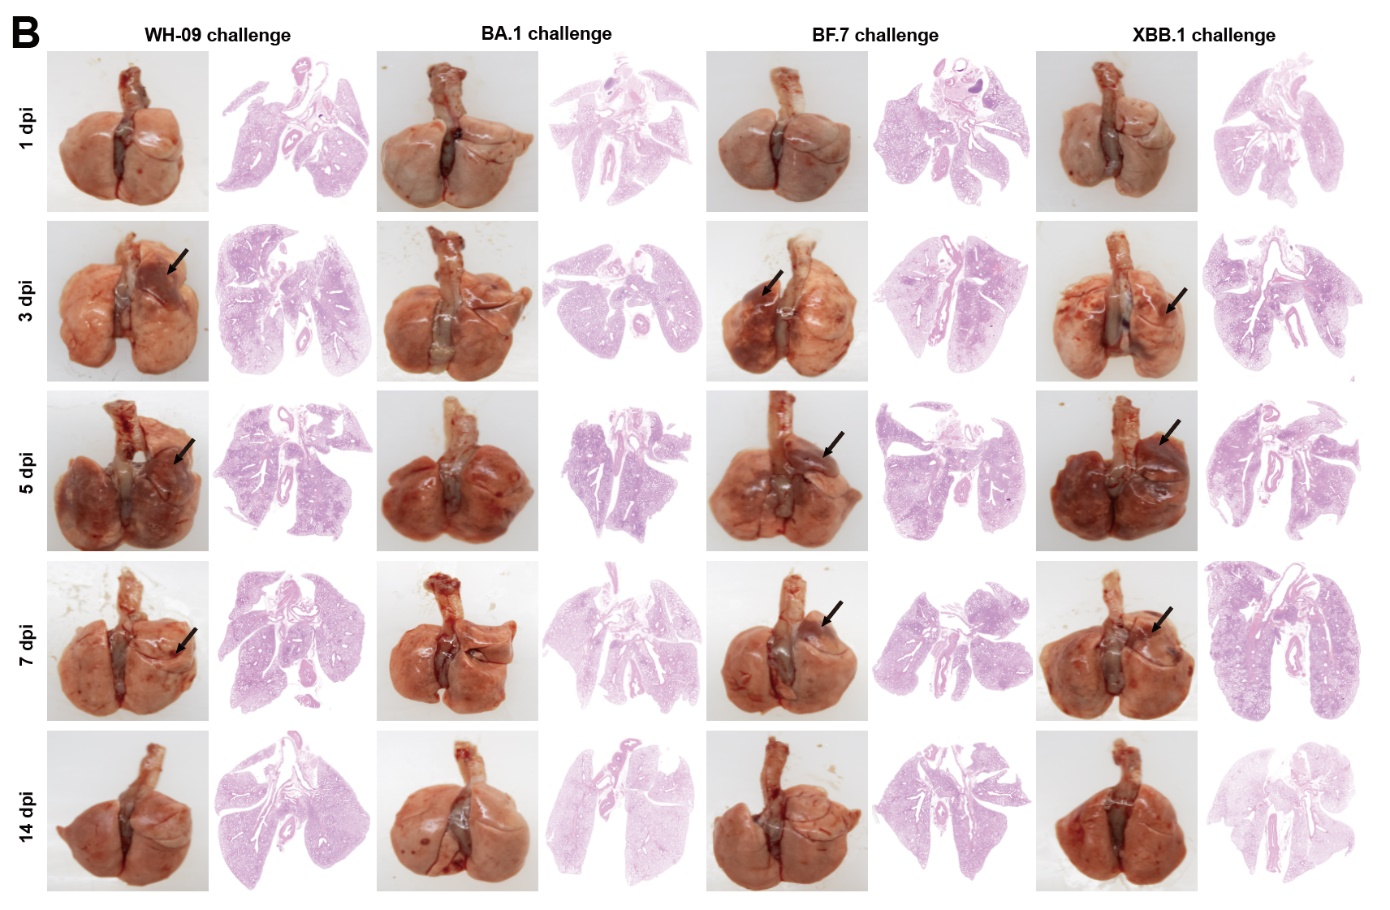 B
WH-09 challenge
BA.1 challenge
BF.7 challenge
XBB.1 challenge
1 dpi
3 dpi
5 dpi
7 dpi
14 dpi